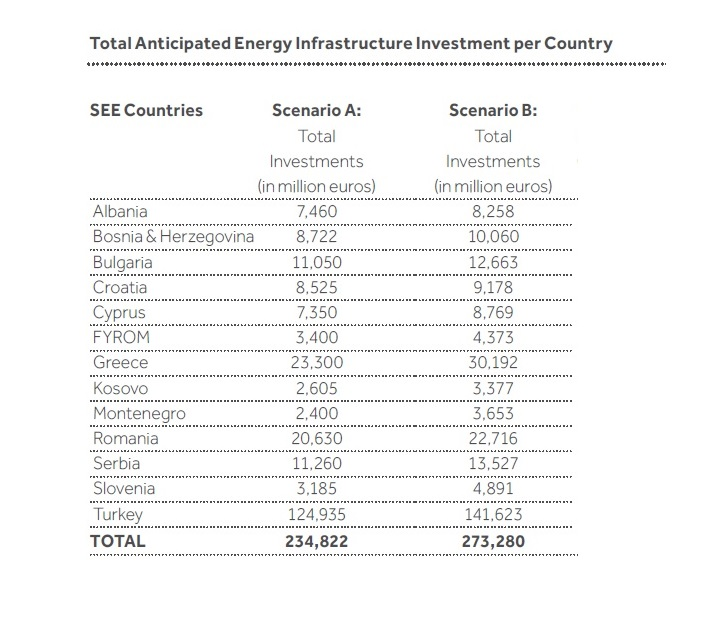 Total Anticipated Energy Infrastructure Investment per Country
SEE Countries Scenario A: Scenario B:
Total Total
Investments Investments
(in million euros) (in million euros)
Albania 7,460 8,258
Bosnia & Herzegovina 8,722 10,060
Bulgaria 11,050 12,663
Croatia 8,525 9,178
Cyprus 7,350 8,769
FYROM 3,400 4,373
Greece 23,300 30,192
Kosovo 2,605 3,377
Montenegro 2,400 3,653
Romania 20,630 22,716
Serbia 11,260 13,527
Slovenia 3,185 4,891
Turkey 124,935 141,623
TOTAL 234,822 273,280